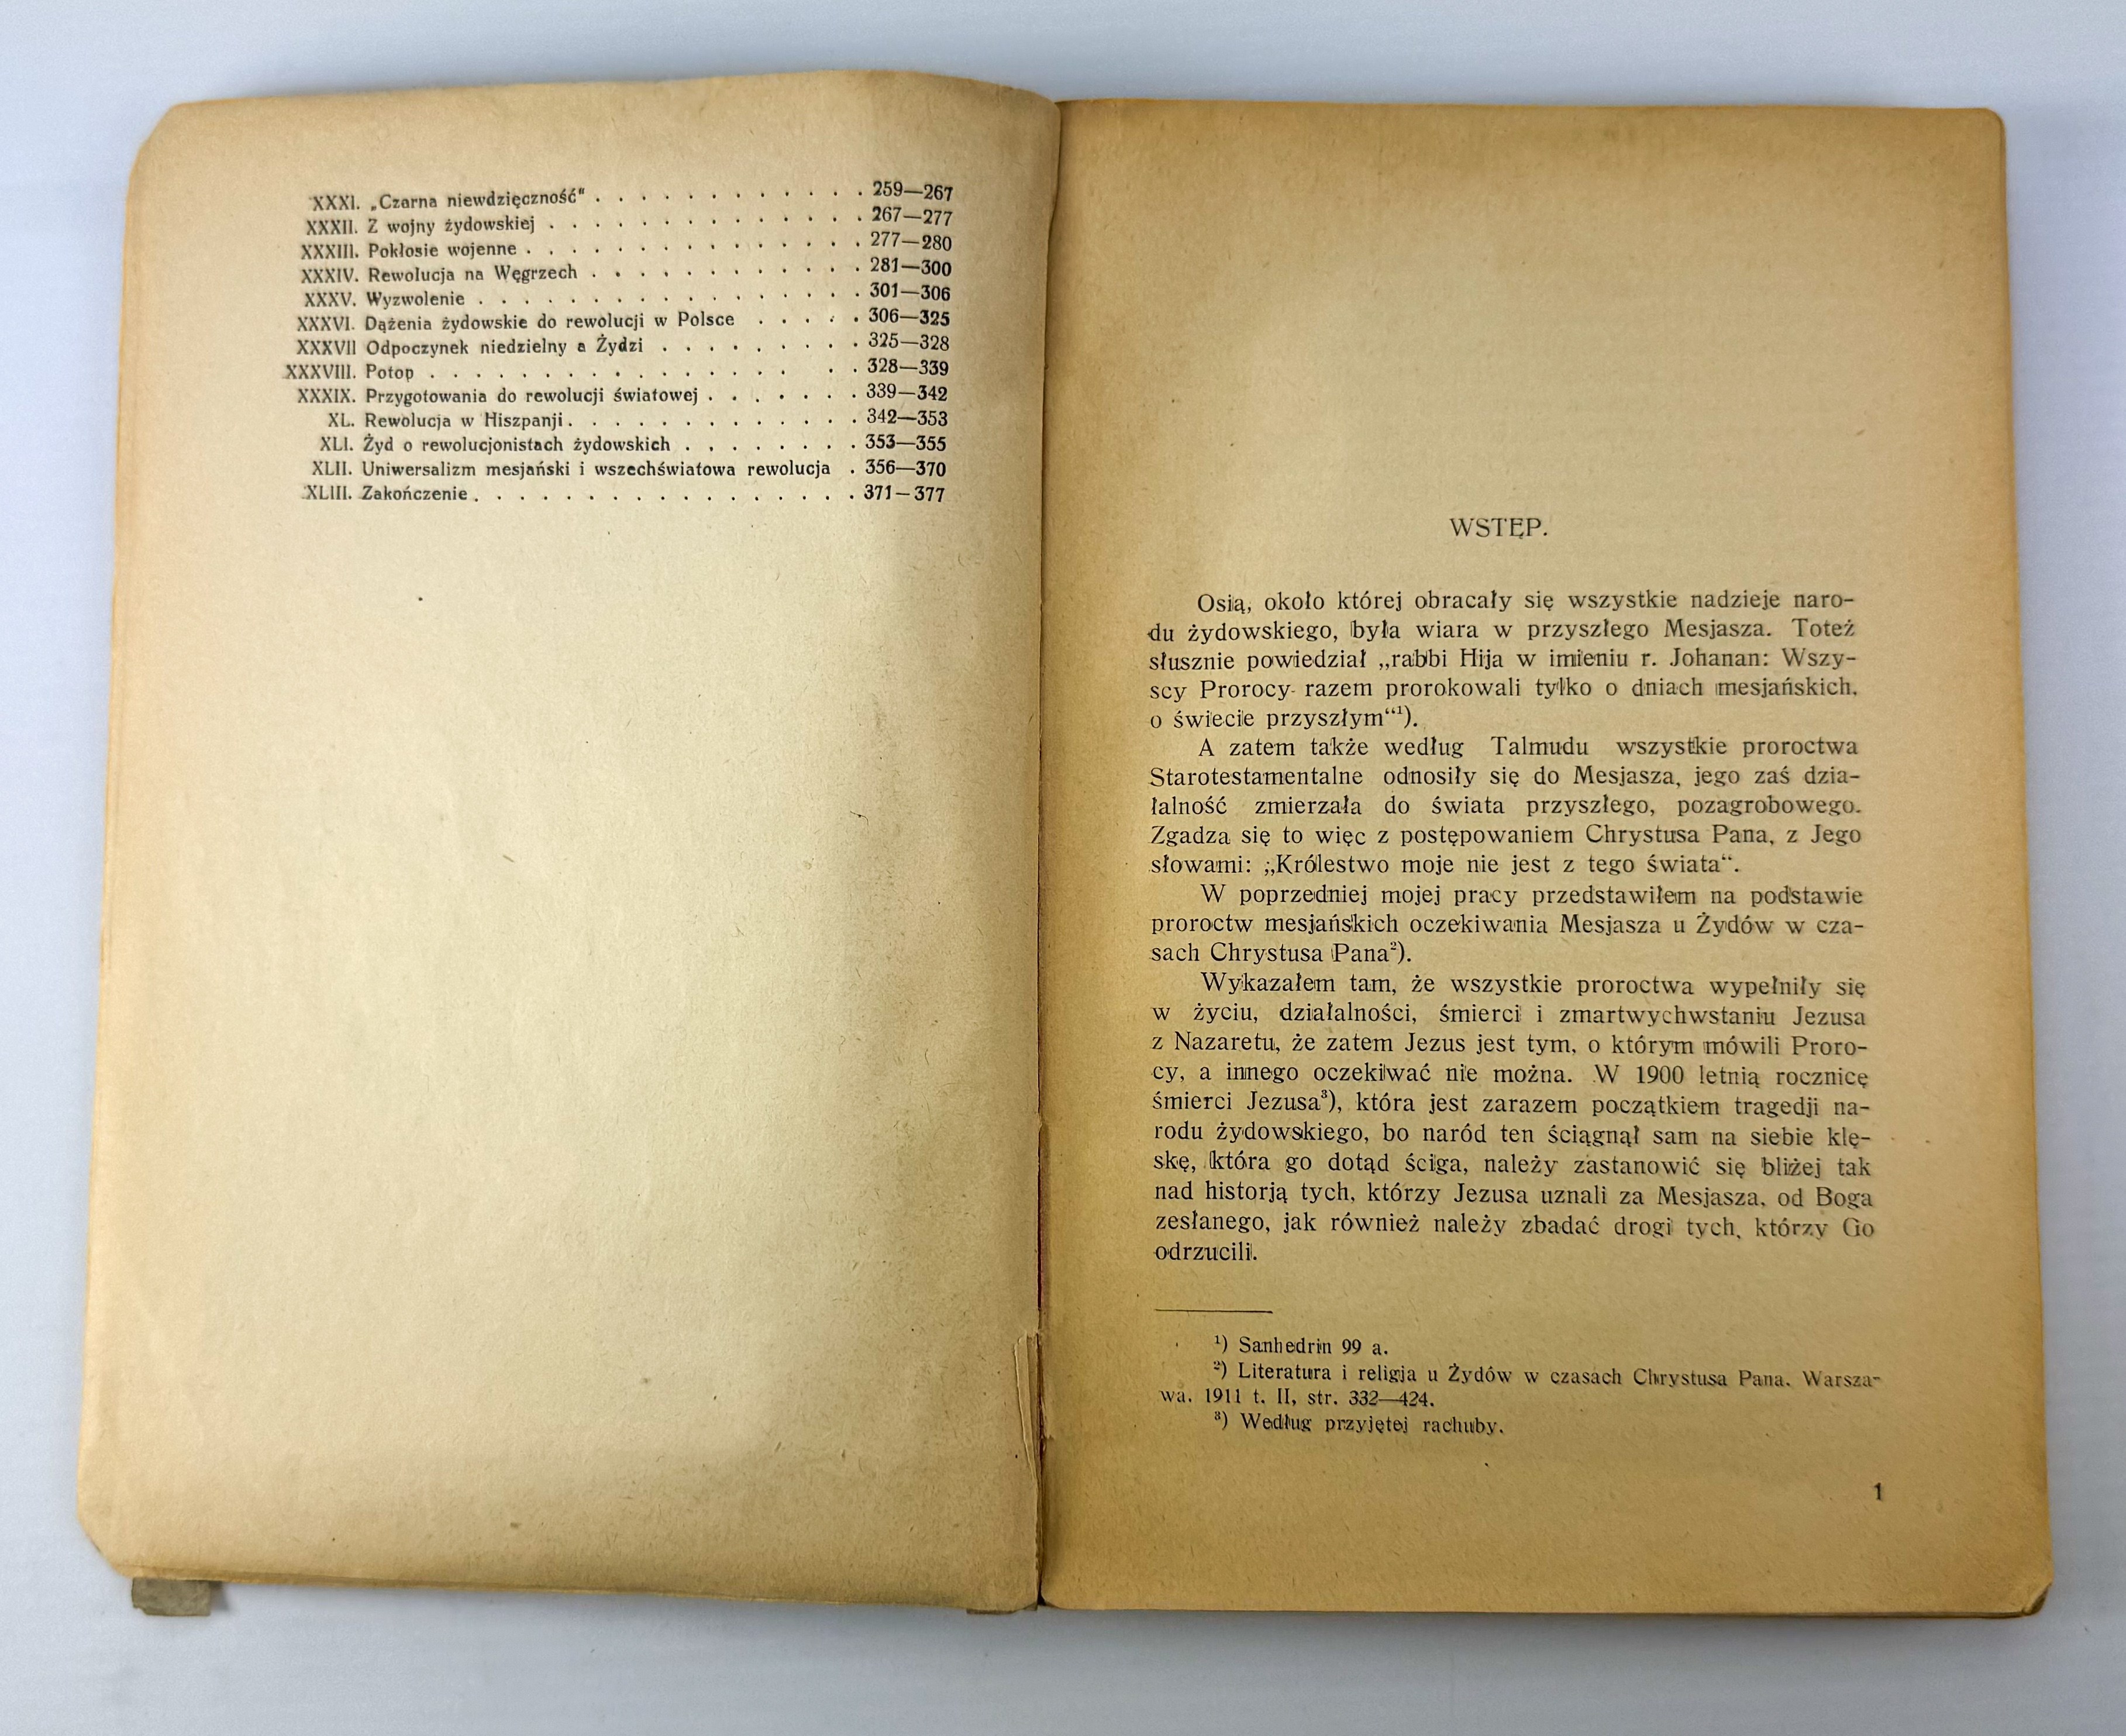 XXXI. „Czarna niewdzięczność" . . . . . . . . . . . . 259—267
XXXII. Z wojny żydowskiej . . . . . . . . . . . . . . 267—277
XXXIII. Pokłosie wojenne . . . . . . . . . . . . . . . 277—280
XXXIV. Rewolucja na Węgrzech . . . . . . . . . . . . 281—300
XXXV. Wyzwolenie . . . . . . . . . . . . . . . . 301—306
XXXVI. Dążenia żydowskie do rewolucji w Polsce . . . . . 306—325
XXXVII Odpoczynek niedzielny a Żydzi . . . . . . . . . 325—328
XXXVIII. Potop . . . . . . . . . . . . . . . . . 328—339
XXXIX. Przygotowania do rewolucji światowej . . . . . . . 339—342
XL. Rewolucja w Hiszpanji . . . . . . . . . . . . . 342—353
XLI. Żyd o rewolucjonistach żydowskich . . . . . . . . 353—355
XLII. Uniwersalizm mesjański i wszechświatowa rewolucja . 356—370
XLIII. Zakończenie . . . . . . . . . . . . . . . . . 371—377
WSTĘP.
Osią, około której obracały się wszystkie nadzieje naro-
du żydowskiego, była wiara w przyszłego Mesjasza. Toteż
słusznie powiedział „rabbi Hija w imieniu r. Johanan: Wszy-
scy Prorocy razem prorokowali tylko o dniach mesjańskich,
o świecie przyszłym“¹).
A zatem także według Talmudu wszystkie proroctwa
Starotestamentalne odnosiły się do Mesjasza, jego zaś dzia-
łalność zmierzała do świata przyszłego, pozagrobowego.
Zgadza się to więc z postępowaniem Chrystusa Pana, z Jego
słowami: „Królestwo moje nie jest z tego świata“.
W poprzedniej mojej pracy przedstawiłem na podstawie
proroctw mesjańskich oczekiwania Mesjasza u Żydów w cza-
sach Chrystusa Pana²).
Wykazałem tam, że wszystkie proroctwa wypełniły się
w życiu, działalności, śmierci i zmartwychwstaniu Jezusa
z Nazaretu, że zatem Jezus jest tym, o którym mówili Proro-
cy, a innego oczekiwać nie można. W 1900 letnią rocznicę
śmierci Jezusa³), która jest zarazem początkiem tragedji na-
rodu żydowskiego, bo naród ten ściągnął sam na siebie klę-
skę, która go dotąd ściga, należy zastanowić się bliżej tak
nad historją tych, którzy Jezusa uznali za Mesjasza, od Boga
zesłanego, jak również należy zbadać drogi tych, którzy Go
odrzucili.
¹) Sanhedrin 99 a.
²) Literatura i religja u Żydów w czasach Chrystusa Pana. Warsza-
wa. 1911 t. II, str. 332—424.
³) Według przyjętej rachuby.
1